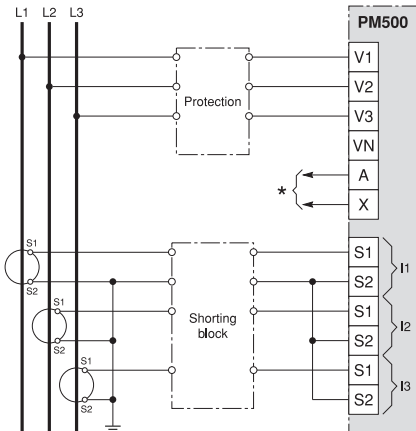 L1 L2 L3
PM500
V1
Protection
V2
V3
VN
A
*
X
S1
S1
I1
S2
S2
S1
S1
Shorting
block
I2
S2
S2
S1
S1
I3
S2
S2